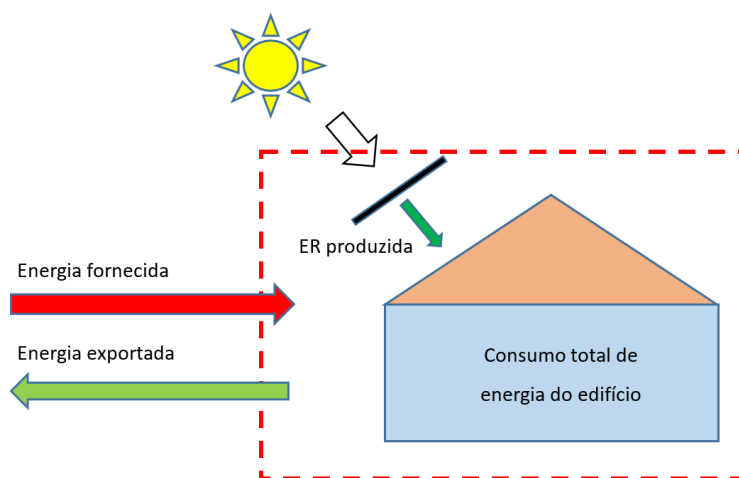 ER produzida
Energia fornecida
Energia exportada
Consumo total de
energia do edifício